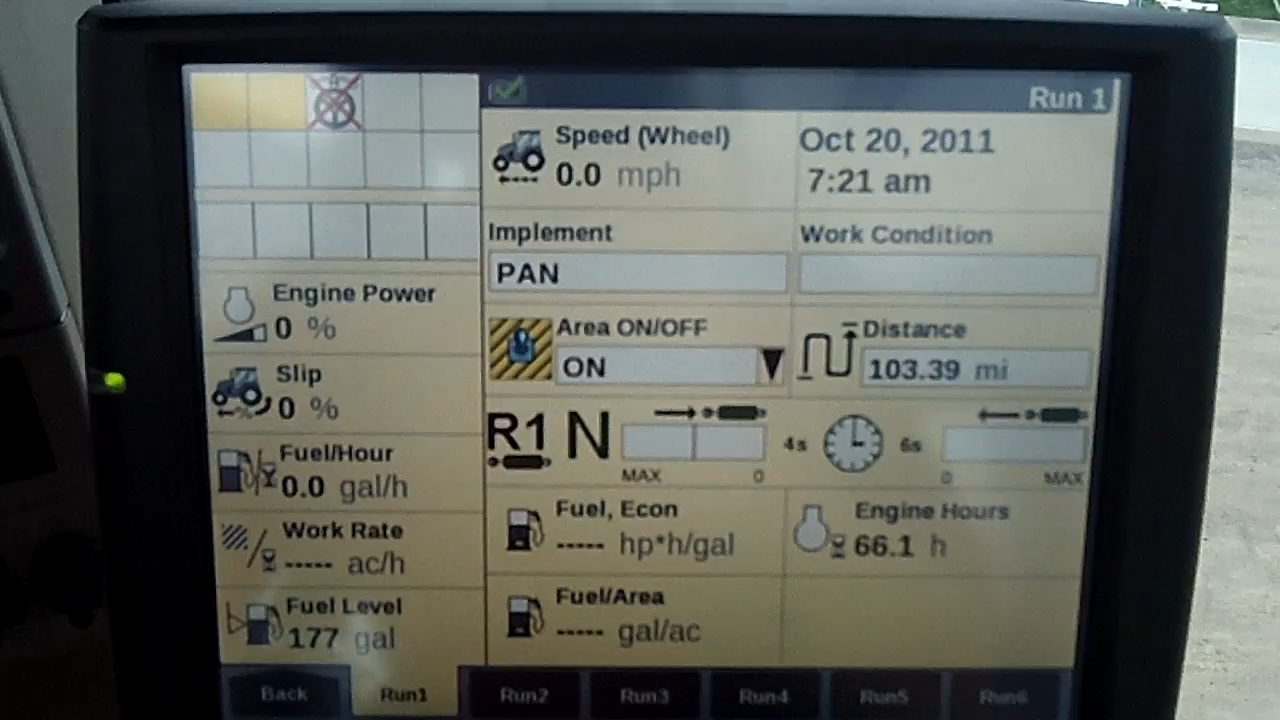 Run 1
Speed (Wheel)
0.0 mph
Oct 20, 2011
7:21 am
Implement
PAN
Work Condition
Engine Power
0 %
Area ON/OFF
ON
Distance
103.39 mi
Slip
0 %
R1 N
MAX 0
4s
6s
0 MAX
Fuel/Hour
0.0 gal/h
Fuel, Econ
----- hp*h/gal
Engine Hours
66.1 h
Work Rate
----- ac/h
Fuel Level
177 gal
Fuel/Area
----- gal/ac
Back Run1 Run2 Run3 Run4 Run5 Run6